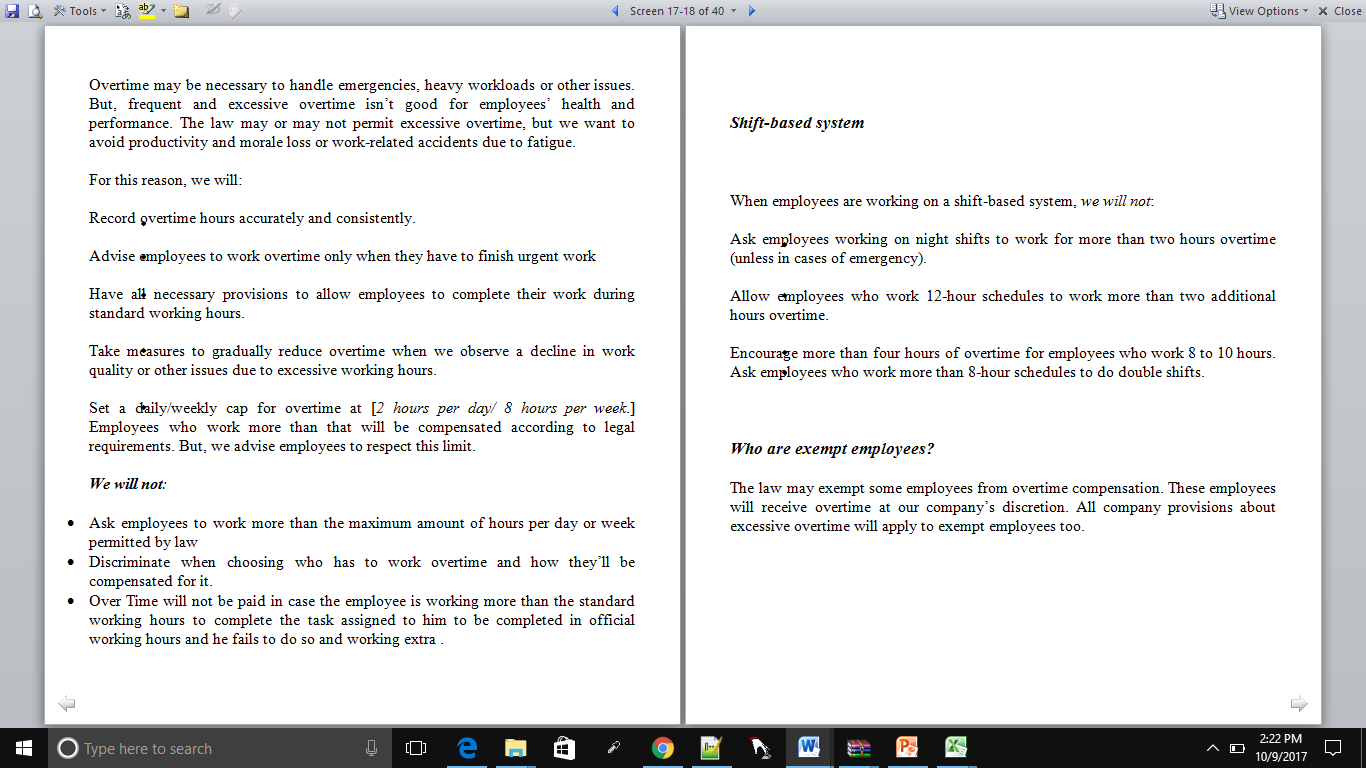 Tools
ab
Screen 17-18 of 40
View Options
Close
Overtime may be necessary to handle emergencies, heavy workloads or other issues.
But, frequent and excessive overtime isn’t good for employees’ health and
performance. The law may or may not permit excessive overtime, but we want to
avoid productivity and morale loss or work-related accidents due to fatigue.
For this reason, we will:
Record overtime hours accurately and consistently.
Advise employees to work overtime only when they have to finish urgent work
Have all necessary provisions to allow employees to complete their work during
standard working hours.
Take measures to gradually reduce overtime when we observe a decline in work
quality or other issues due to excessive working hours.
Set a daily/weekly cap for overtime at [2 hours per day/ 8 hours per week.]
Employees who work more than that will be compensated according to legal
requirements. But, we advise employees to respect this limit.
We will not:
• Ask employees to work more than the maximum amount of hours per day or week
permitted by law
• Discriminate when choosing who has to work overtime and how they’ll be
compensated for it.
• Over Time will not be paid in case the employee is working more than the standard
working hours to complete the task assigned to him to be completed in official
working hours and he fails to do so and working extra .
Shift-based system
When employees are working on a shift-based system, we will not:
Ask employees working on night shifts to work for more than two hours overtime
(unless in cases of emergency).
Allow employees who work 12-hour schedules to work more than two additional
hours overtime.
Encourage more than four hours of overtime for employees who work 8 to 10 hours.
Ask employees who work more than 8-hour schedules to do double shifts.
Who are exempt employees?
The law may exempt some employees from overtime compensation. These employees
will receive overtime at our company’s discretion. All company provisions about
excessive overtime will apply to exempt employees too.
Type here to search
2:22 PM
10/9/2017